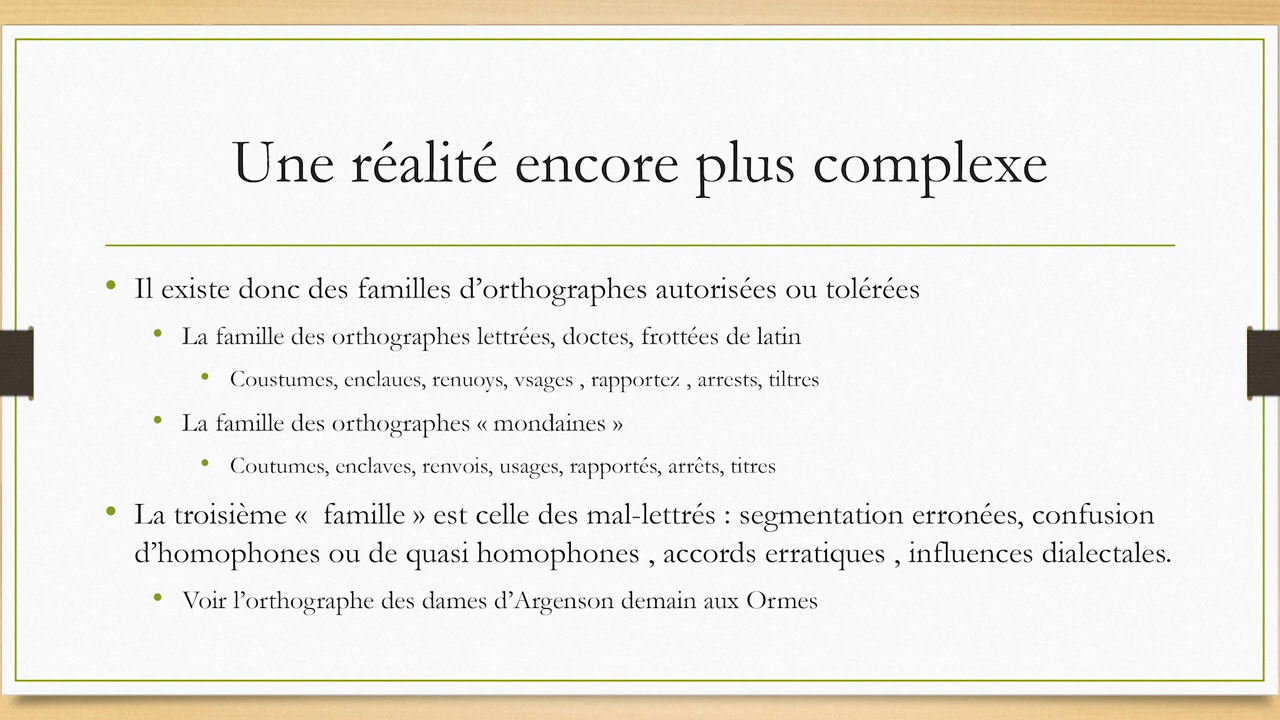 Une réalité encore plus complexe
• Il existe donc des familles d’orthographes autorisées ou tolérées
• La famille des orthographes lettrées, doctes, frottées de latin
• Coustumes, enclaues, renuoys, vsages , rapportez , arrests, tiltres
• La famille des orthographes « mondaines »
• Coutumes, enclaves, renvois, usages, rapportés, arrêts, titres
• La troisième «  famille » est celle des mal-lettrés : segmentation erronées, confusion
d’homophones ou de quasi homophones , accords erratiques , influences dialectales.
• Voir l’orthographe des dames d’Argenson demain aux Ormes